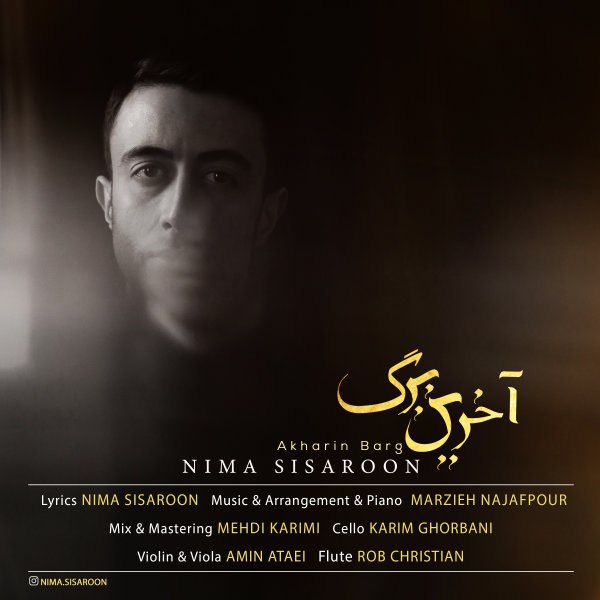 آخرین برگ
Akharin Barg
NIMA SISAROON
Lyrics NIMA SISAROON Music & Arrangement & Piano MARZIEH NAJAFPOUR
Mix & Mastering MEHDI KARIMI Cello KARIM GHORBANI
Violin & Viola AMIN ATAEI Flute ROB CHRISTIAN
NIMA.SISAROON